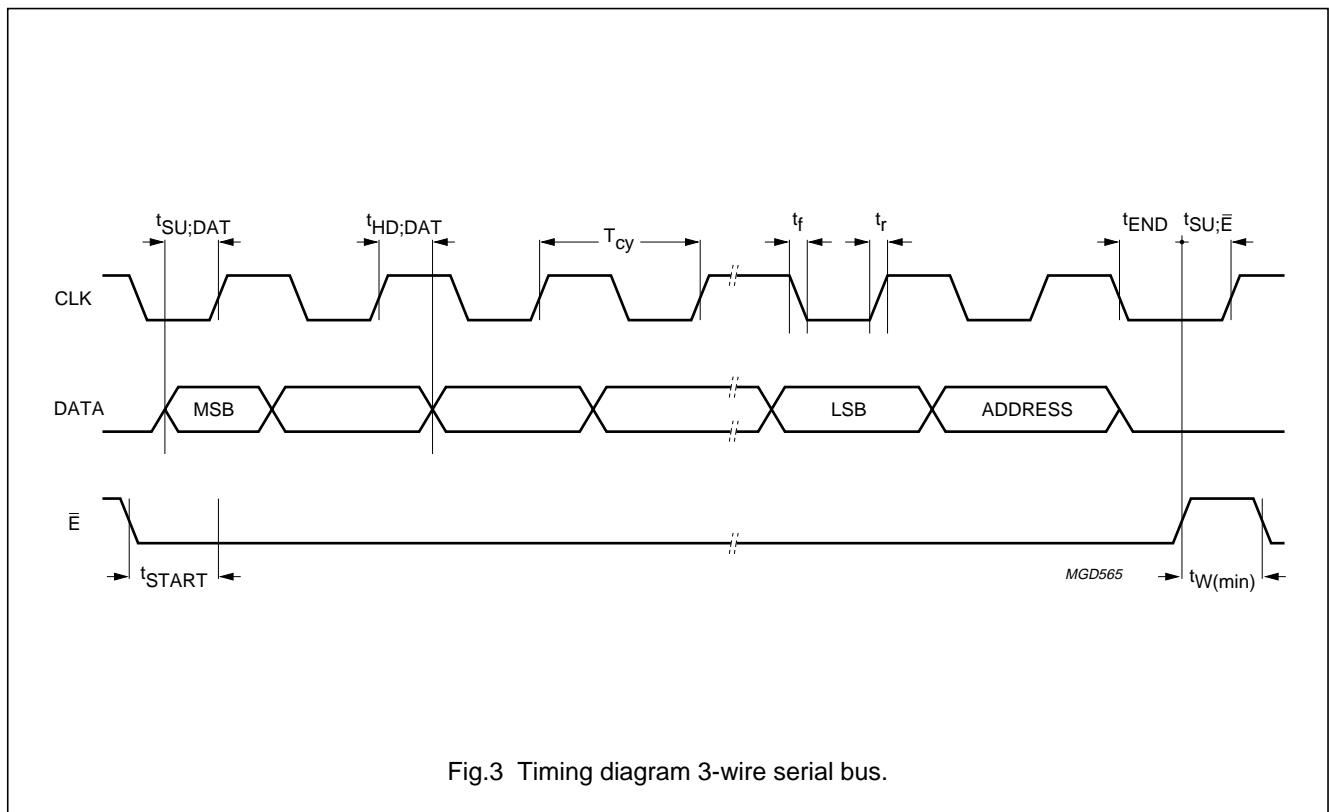 tSU;DAT tHD;DAT Tcy tf tr tEND tSU;Ē
CLK
DATA MSB LSB ADDRESS
Ē
tSTART MGD565 tW(min)
Fig.3 Timing diagram 3-wire serial bus.